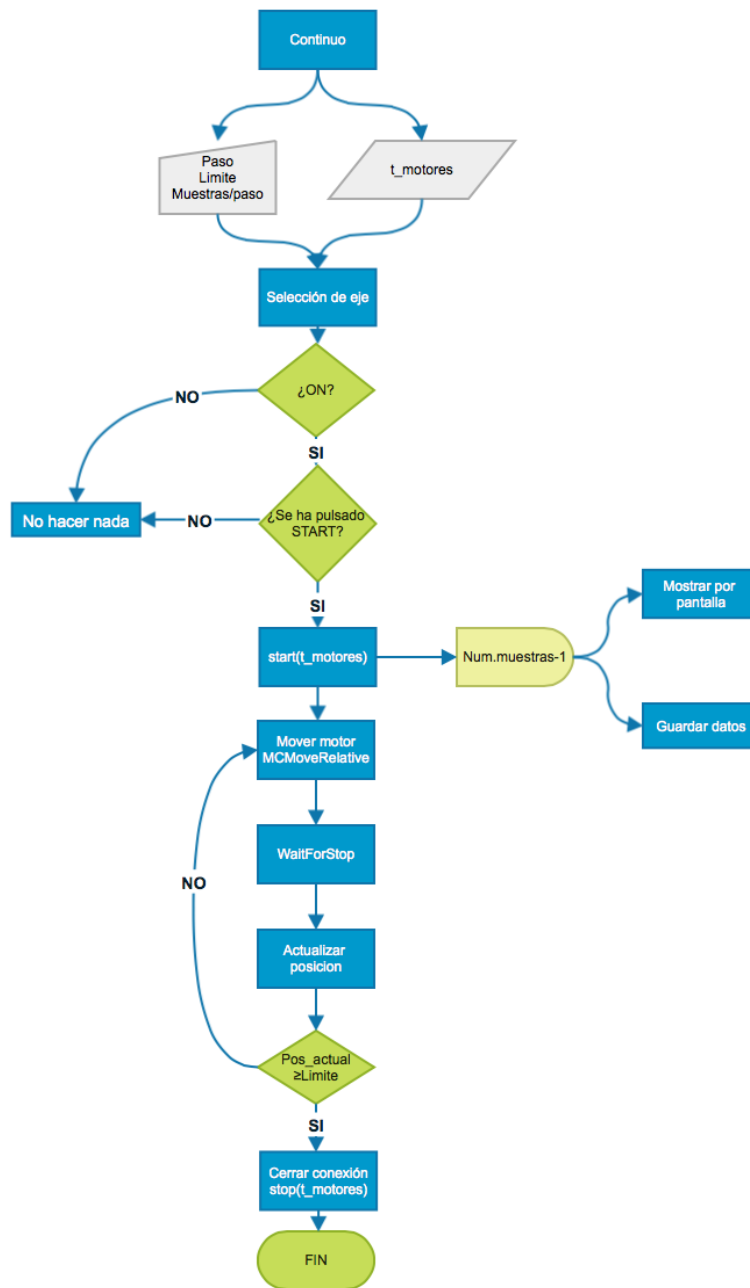 Continuo
Paso
Limite
Muestras/paso
t_motores
Selección de eje
¿ON?
NO
SI
¿Se ha pulsado
START?
NO
No hacer nada
SI
start(t_motores)
Num.muestras-1
Mostrar por
pantalla
Guardar datos
Mover motor
MCMoveRelative
WaitForStop
NO
Actualizar
posicion
Pos_actual
≥Limite
SI
Cerrar conexión
stop(t_motores)
FIN